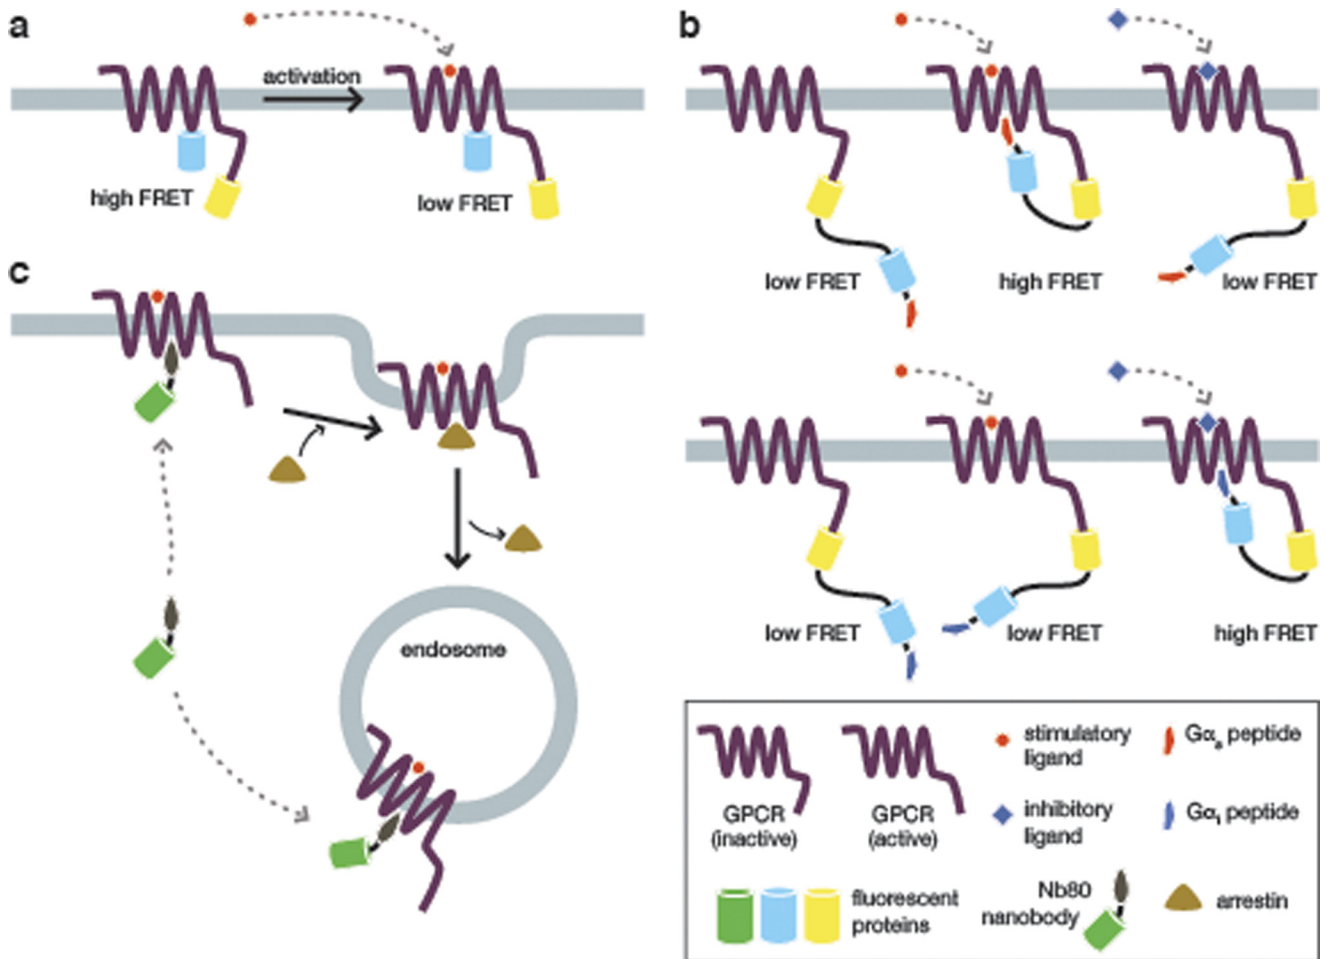 a
activation
high FRET
low FRET
b
low FRET
high FRET
low FRET
low FRET
low FRET
high FRET
c
endosome
GPCR
(inactive)
GPCR
(active)
stimulatory
ligand
Gαs peptide
inhibitory
ligand
Gαi peptide
fluorescent
proteins
Nb80
nanobody
arrestin